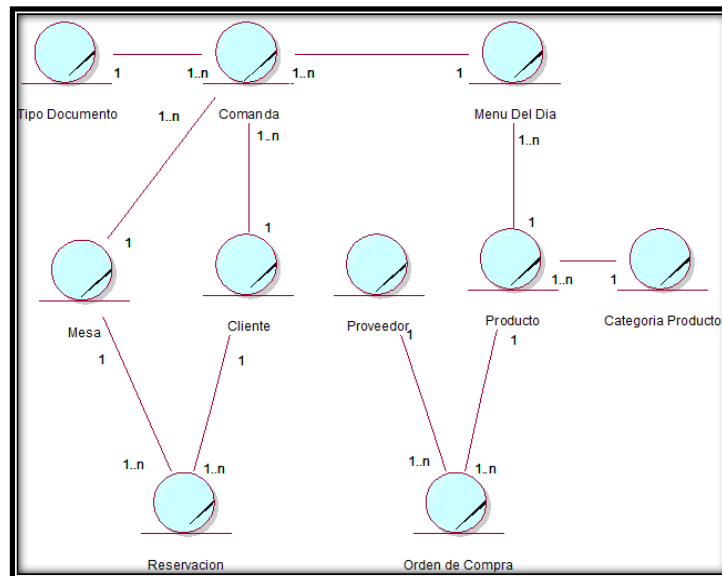 1 1..n 1..n 1
Tipo Documento Comanda Menu Del Dia
1..n 1..n 1..n
1 1 1
1..n 1
Mesa Cliente Proveedor Producto Categoria Producto
1 1 1 1
1..n 1..n 1..n 1..n
Reservacion Orden de Compra